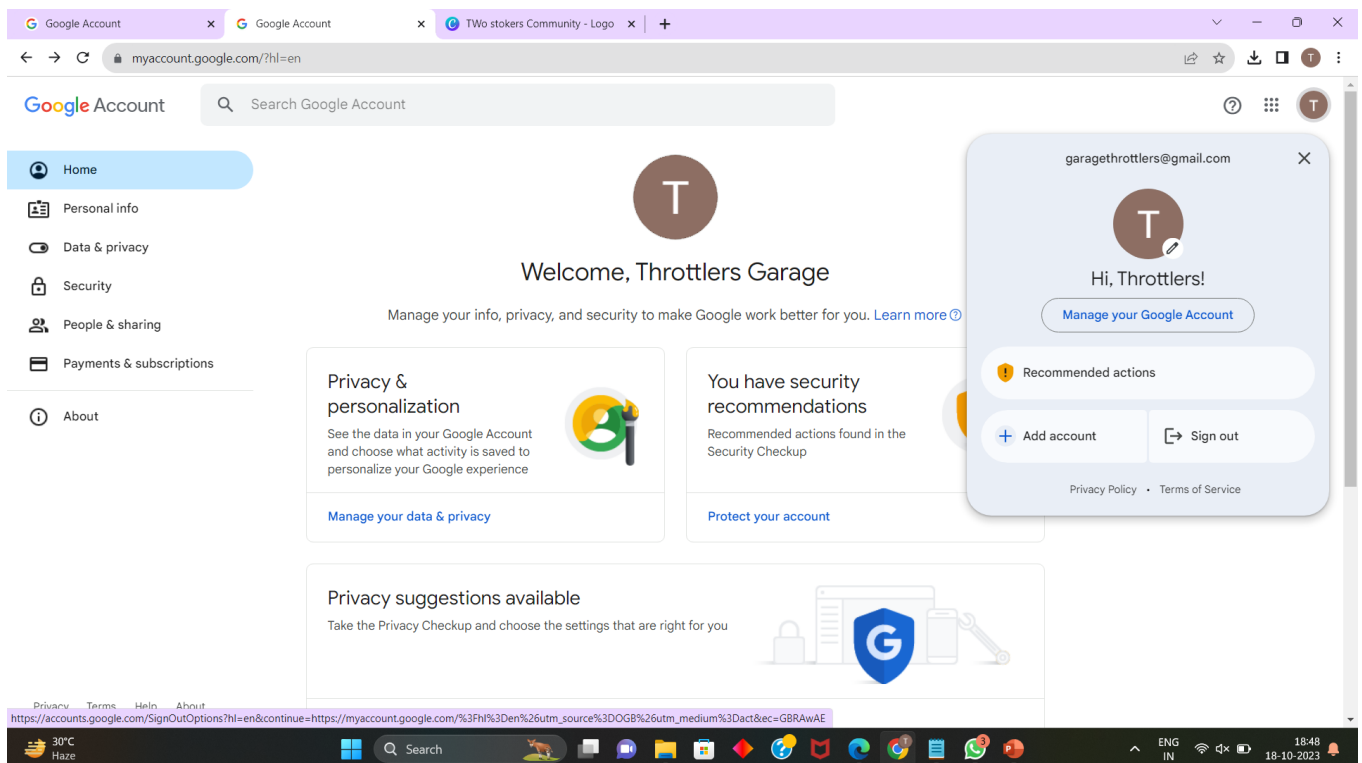 Google Account
Google Account
TWo stokers Community - Logo
myaccount.google.com/?hl=en
T
Google Account
Search Google Account
T
Home
Personal info
Data & privacy
Security
People & sharing
Payments & subscriptions
About
T
Welcome, Throttlers Garage
Manage your info, privacy, and security to make Google work better for you. Learn more
Privacy &
personalization
See the data in your Google Account
and choose what activity is saved to
personalize your Google experience
Manage your data & privacy
You have security
recommendations
Recommended actions found in the
Security Checkup
Protect your account
Privacy suggestions available
Take the Privacy Checkup and choose the settings that are right for you
G
garagethrottlers@gmail.com
T
Hi, Throttlers!
Manage your Google Account
Recommended actions
Add account
Sign out
Privacy Policy • Terms of Service
Privacy Terms Help About
https://accounts.google.com/SignOutOptions?hl=en&continue=https://myaccount.google.com/%3Fhl%3Den%26utm_source%3DOGB%26utm_medium%3Dact&ec=GBRAwAE
30°C
Haze
Search
3
ENG
IN
18:48
18-10-2023